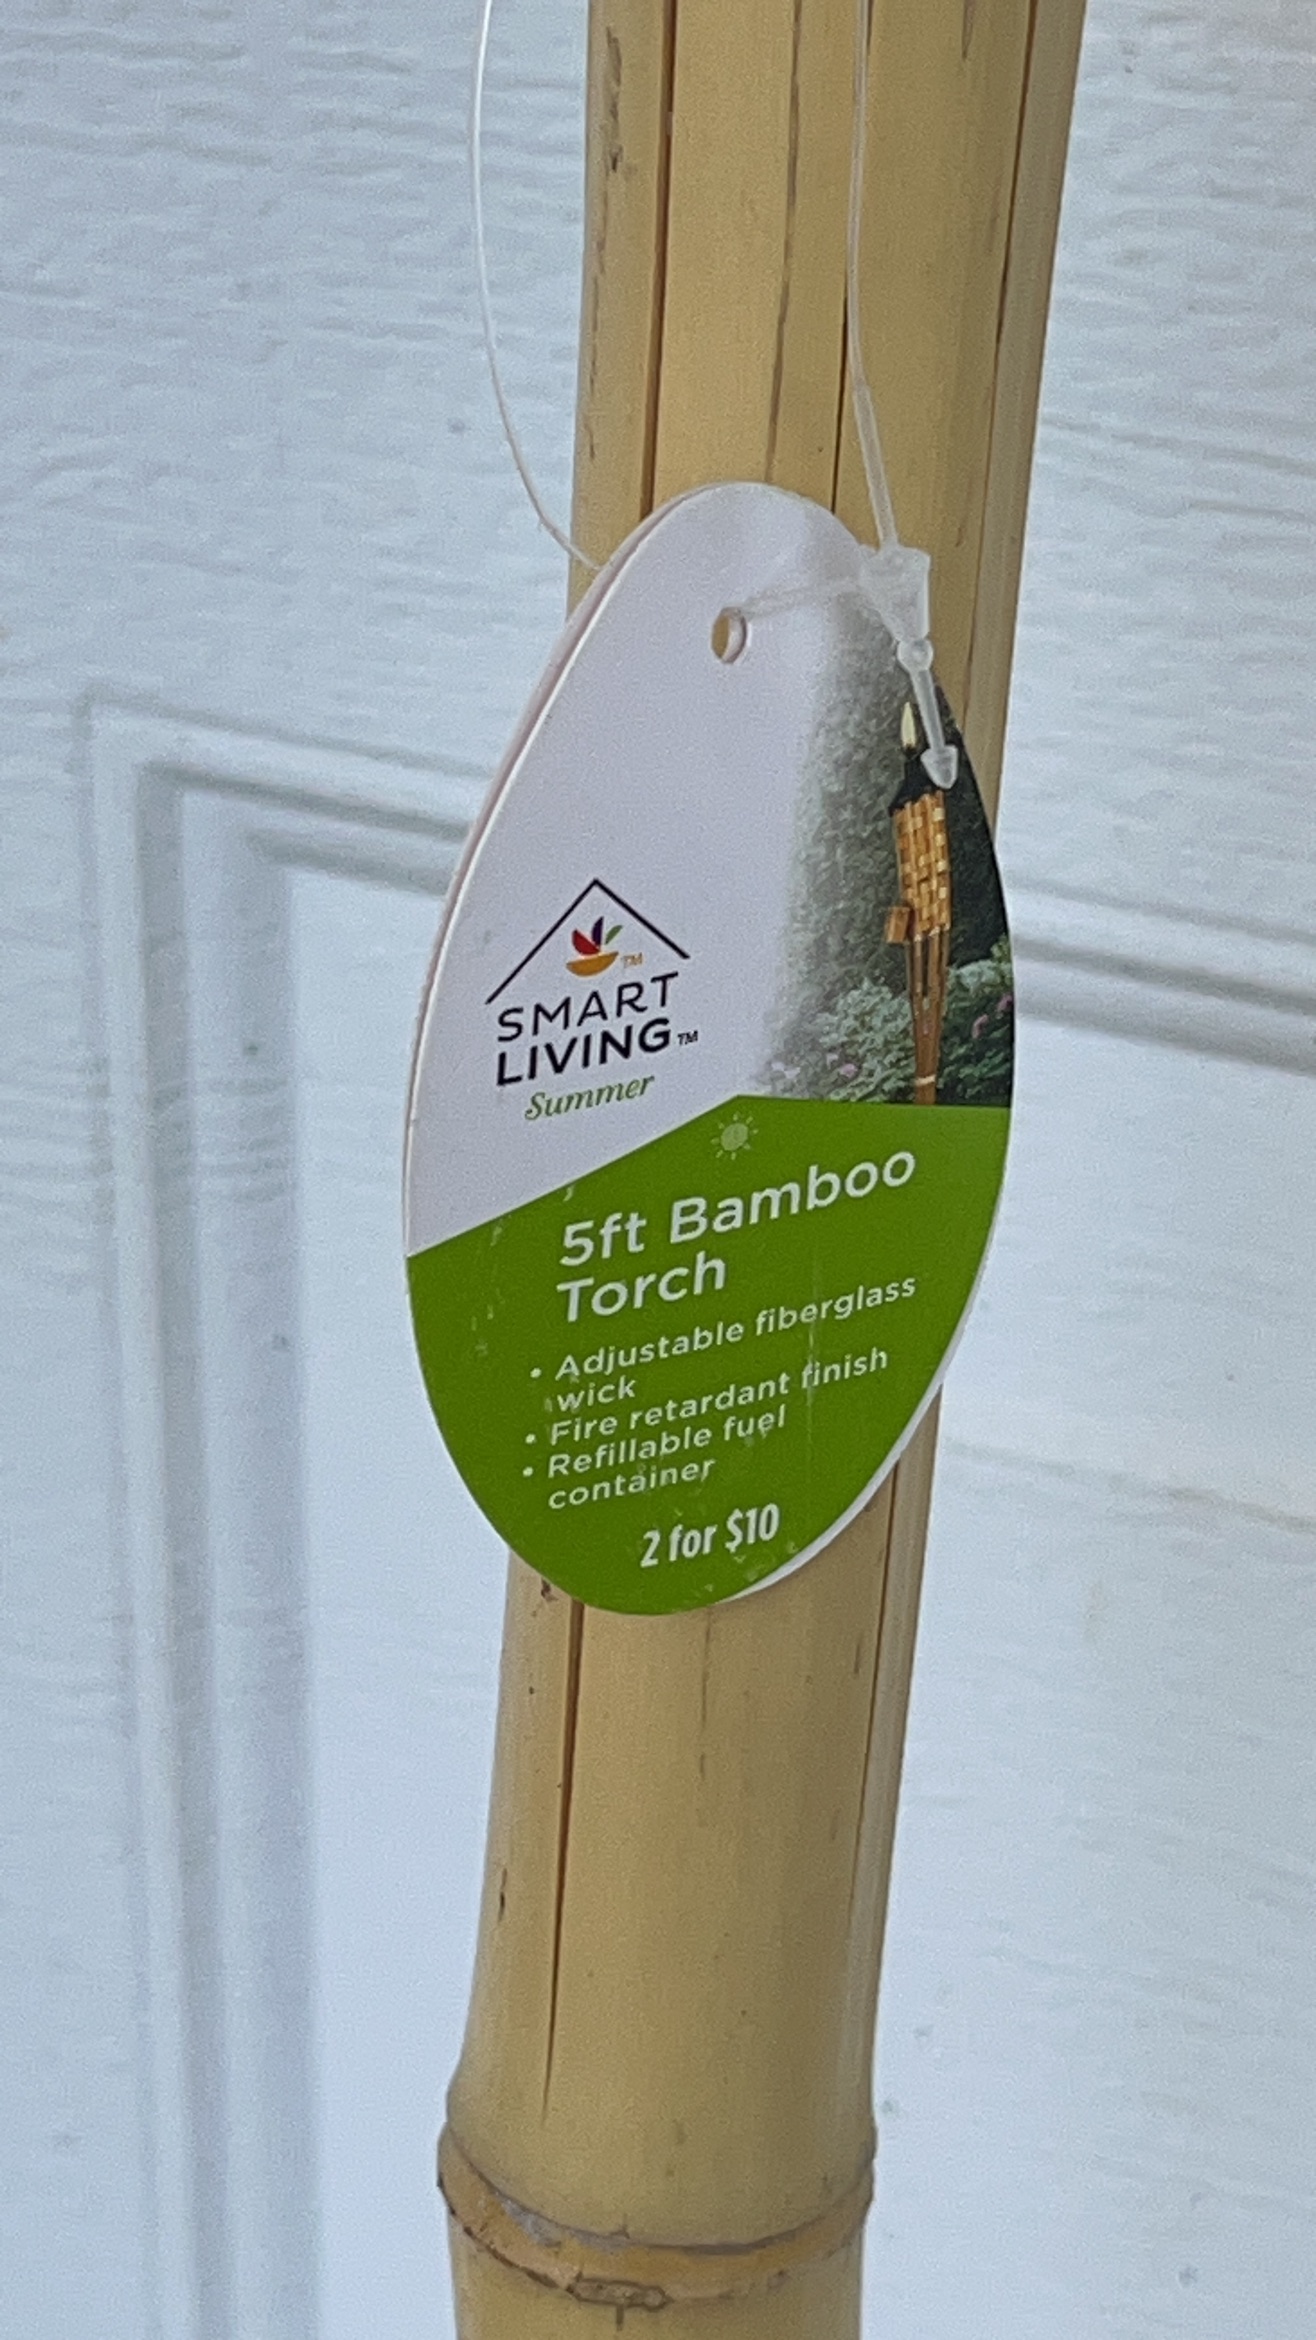 TM
SMART
LIVING™
Summer
5ft Bamboo
Torch
• Adjustable fiberglass
wick
• Fire retardant finish
• Refillable fuel
container
2 for $10